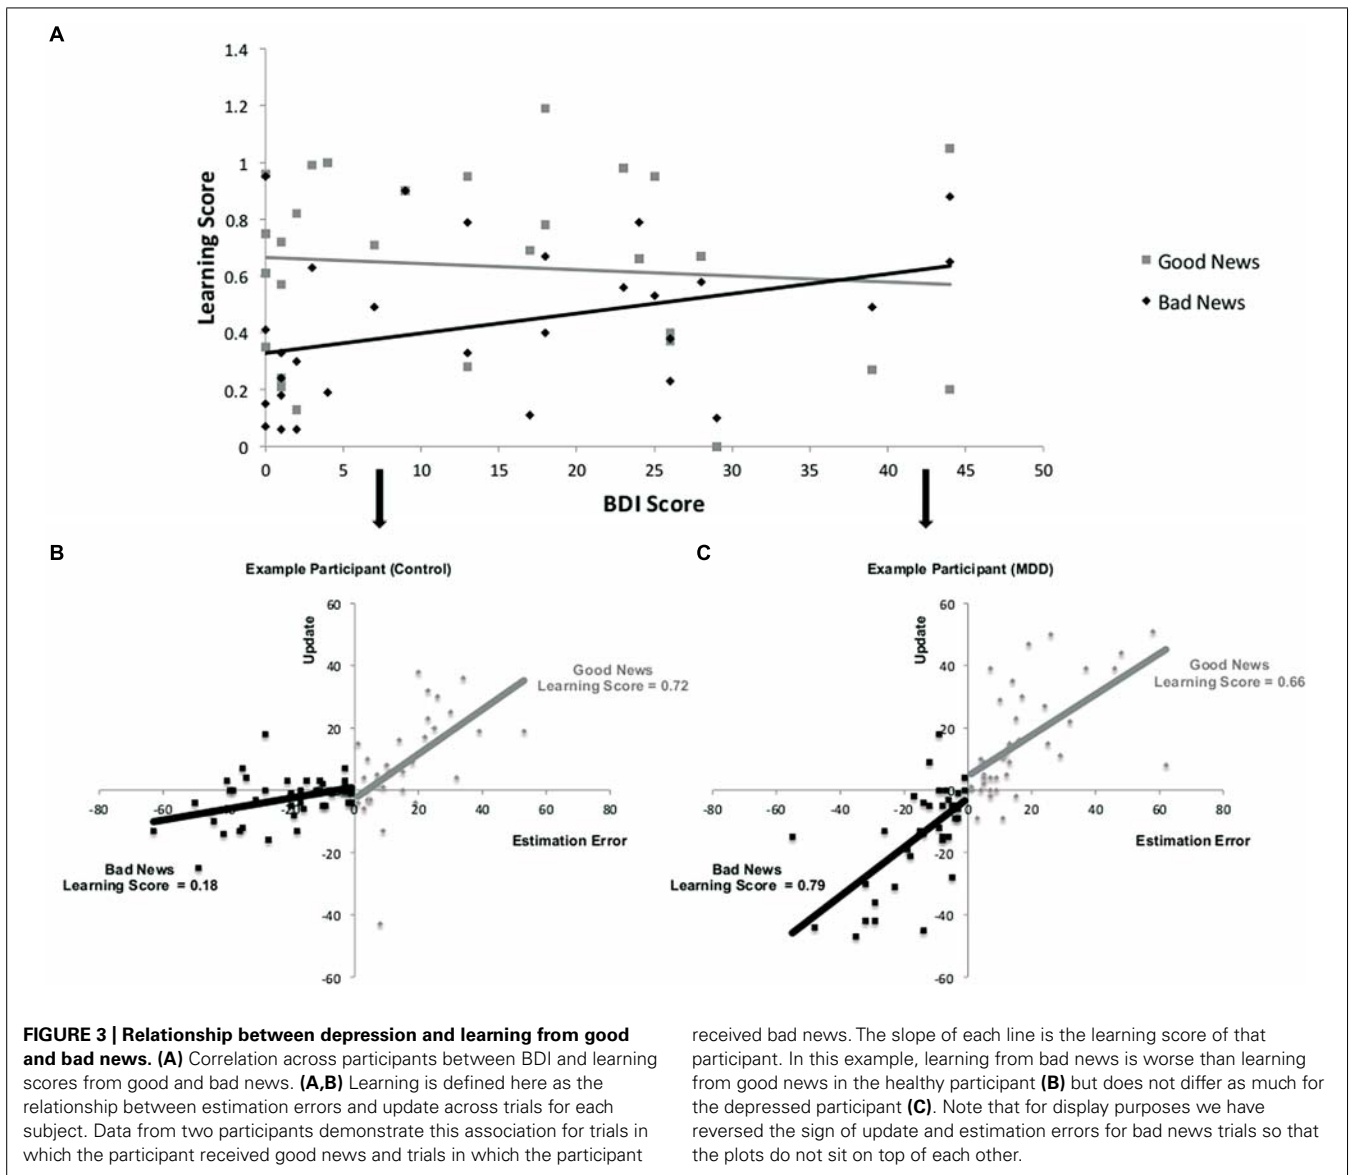 A
1.4
1.2
1
0.8
0.6
0.4
0.2
0
Learning Score
0 5 10 15 20 25 30 35 40 45 50
BDI Score
Good News
Bad News
B
Example Participant (Control)
60
40
20
-20
-40
-60
Update
-80 -60 -40 -20 0 20 40 60 80
Estimation Error
Good News
Learning Score = 0.72
Bad News
Learning Score = 0.18
C
Example Participant (MDD)
60
40
20
0
-20
-40
-60
Update
-80 -60 -40 -20 0 20 40 60 80
Estimation Error
Good News
Learning Score = 0.66
Bad News
Learning Score = 0.79
FIGURE 3 | Relationship between depression and learning from good
and bad news. (A) Correlation across participants between BDI and learning
scores from good and bad news. (A,B) Learning is defined here as the
relationship between estimation errors and update across trials for each
subject. Data from two participants demonstrate this association for trials in
which the participant received good news and trials in which the participant
received bad news. The slope of each line is the learning score of that
participant. In this example, learning from bad news is worse than learning
from good news in the healthy participant (B) but does not differ as much for
the depressed participant (C). Note that for display purposes we have
reversed the sign of update and estimation errors for bad news trials so that
the plots do not sit on top of each other.